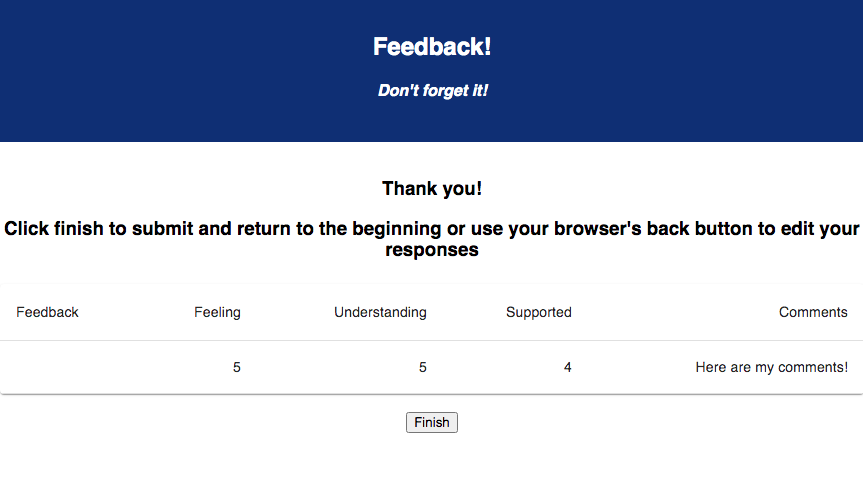 Feedback!
Don't forget it!
Thank you!
Click finish to submit and return to the beginning or use your browser's back button to edit your
responses
Feedback Feeling Understanding Supported Comments
5 5 4 Here are my comments!
Finish